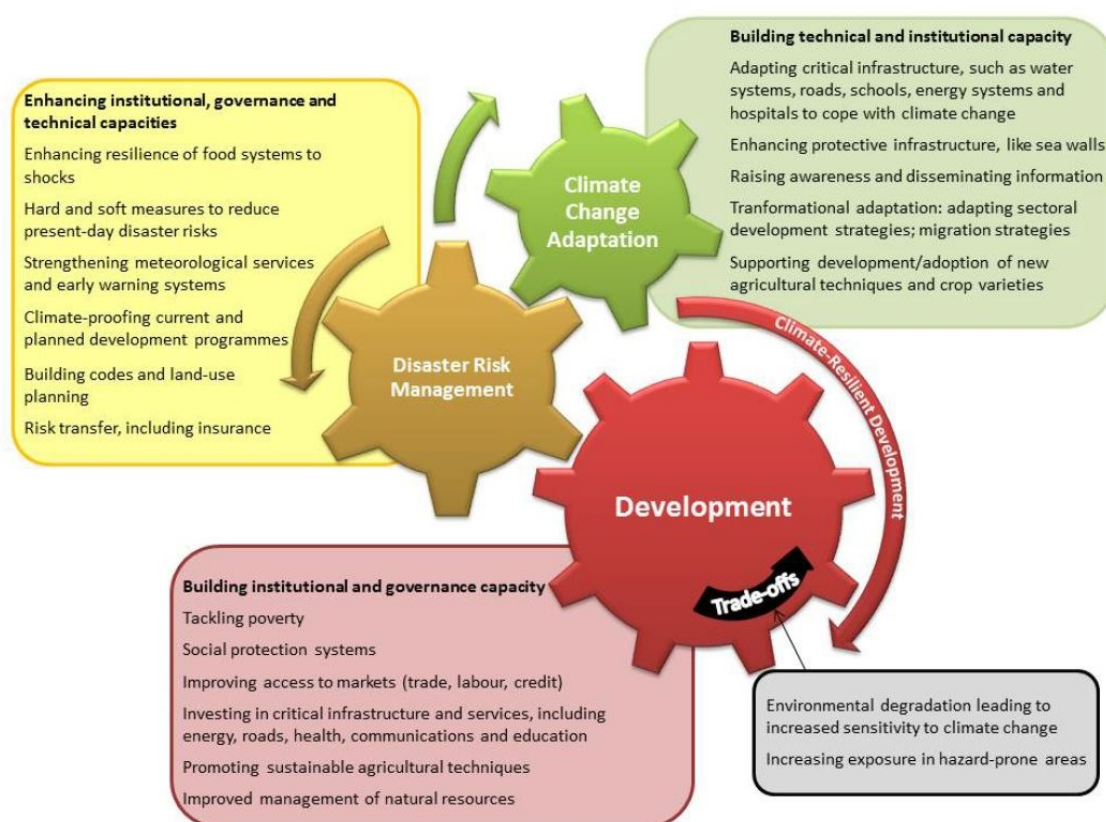 Building technical and institutional capacity
Adapting critical infrastructure, such as water
systems, roads, schools, energy systems and
hospitals to cope with climate change
Enhancing protective infrastructure, like sea walls
Raising awareness and disseminating information
Tranformational adaptation: adapting sectoral
development strategies; migration strategies
Supporting development/adoption of new
agricultural techniques and crop varieties
Enhancing institutional, governance and
technical capacities
Enhancing resilience of food systems to
shocks
Hard and soft measures to reduce
present-day disaster risks
Strengthening meteorological services
and early warning systems
Climate-proofing current and
planned development programmes
Building codes and land-use
planning
Risk transfer, including insurance
Climate
Change
Adaptation
Disaster Risk
Management
Climate-Resilient Development
Development
Trade-offs
Building institutional and governance capacity
Tackling poverty
Social protection systems
Improving access to markets (trade, labour, credit)
Investing in critical infrastructure and services, including
energy, roads, health, communications and education
Promoting sustainable agricultural techniques
Improved management of natural resources
Environmental degradation leading to
increased sensitivity to climate change
Increasing exposure in hazard-prone areas